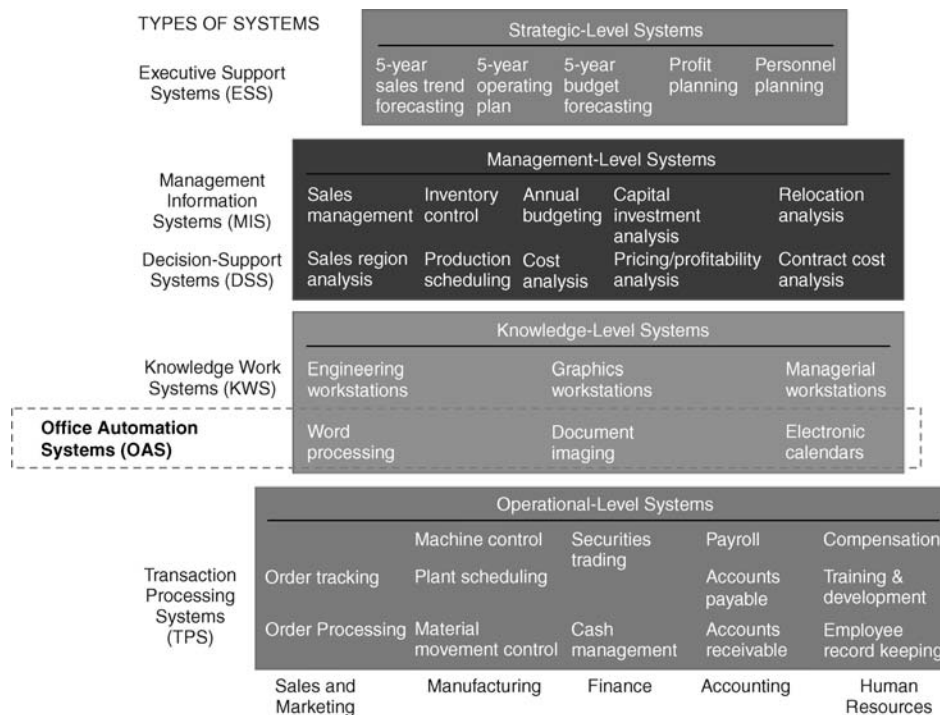 TYPES OF SYSTEMS
Strategic-Level Systems
Executive Support
Systems (ESS)
5-year
sales trend
forecasting
5-year
operating
plan
5-year
budget
forecasting
Profit
planning
Personnel
planning
Management-Level Systems
Management
Information
Systems (MIS)
Sales
management
Inventory
control
Annual
budgeting
Capital
investment
analysis
Relocation
analysis
Decision-Support
Systems (DSS)
Sales region
analysis
Production
scheduling
Cost
analysis
Pricing/profitability
analysis
Contract cost
analysis
Knowledge-Level Systems
Knowledge Work
Systems (KWS)
Engineering
workstations
Graphics
workstations
Managerial
workstations
Office Automation
Systems (OAS)
Word
processing
Document
imaging
Electronic
calendars
Operational-Level Systems
Transaction
Processing
Systems
(TPS)
Machine control
Securities
trading
Payroll
Compensation
Order tracking
Plant scheduling
Accounts
payable
Training &
development
Order Processing
Material
movement control
Cash
management
Accounts
receivable
Employee
record keeping
Sales and
Marketing
Manufacturing
Finance
Accounting
Human
Resources